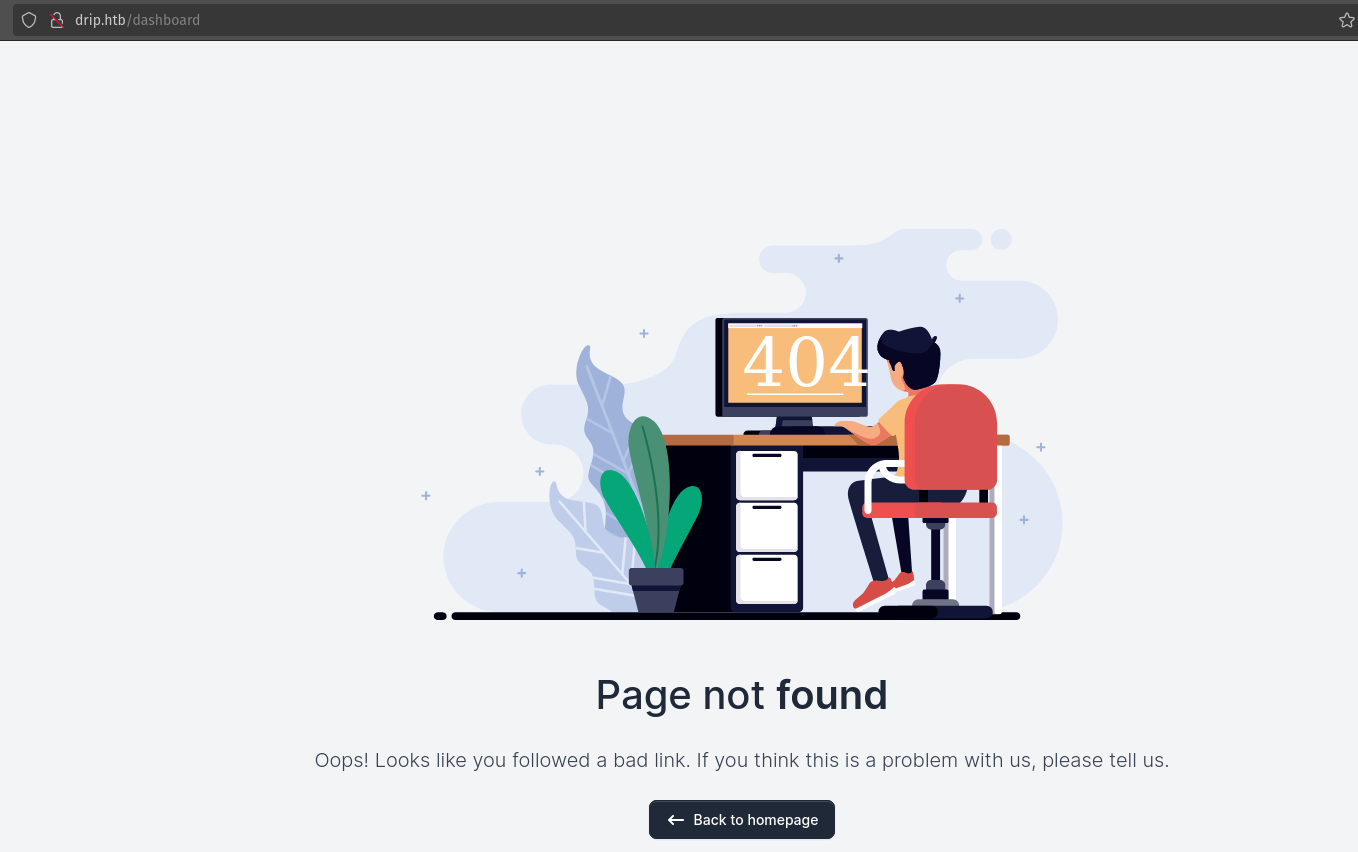 drip.htb/dashboard
404
Page not found
Oops! Looks like you followed a bad link. If you think this is a problem with us, please tell us.
Back to homepage